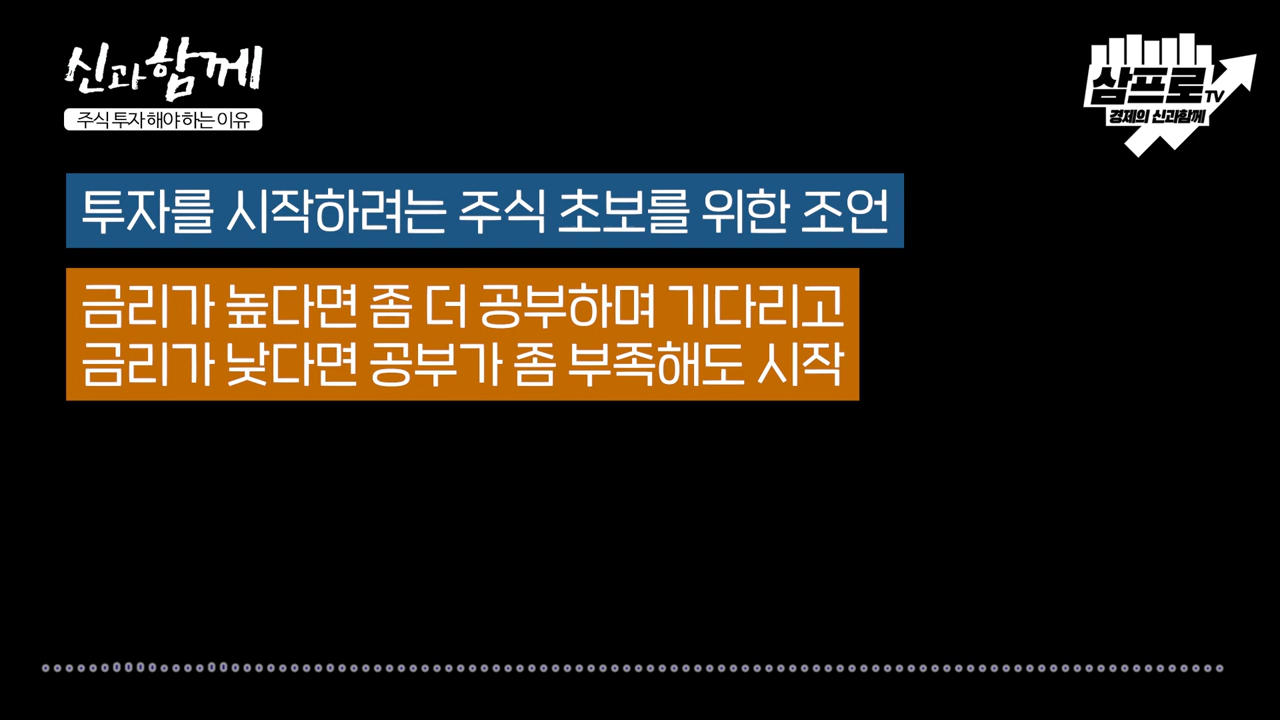 신과함께
주식 투자 해야 하는 이유
삼프로TV
경제의 신과함께
투자를 시작하려는 주식 초보를 위한 조언
금리가 높다면 좀 더 공부하며 기다리고
금리가 낮다면 공부가 좀 부족해도 시작